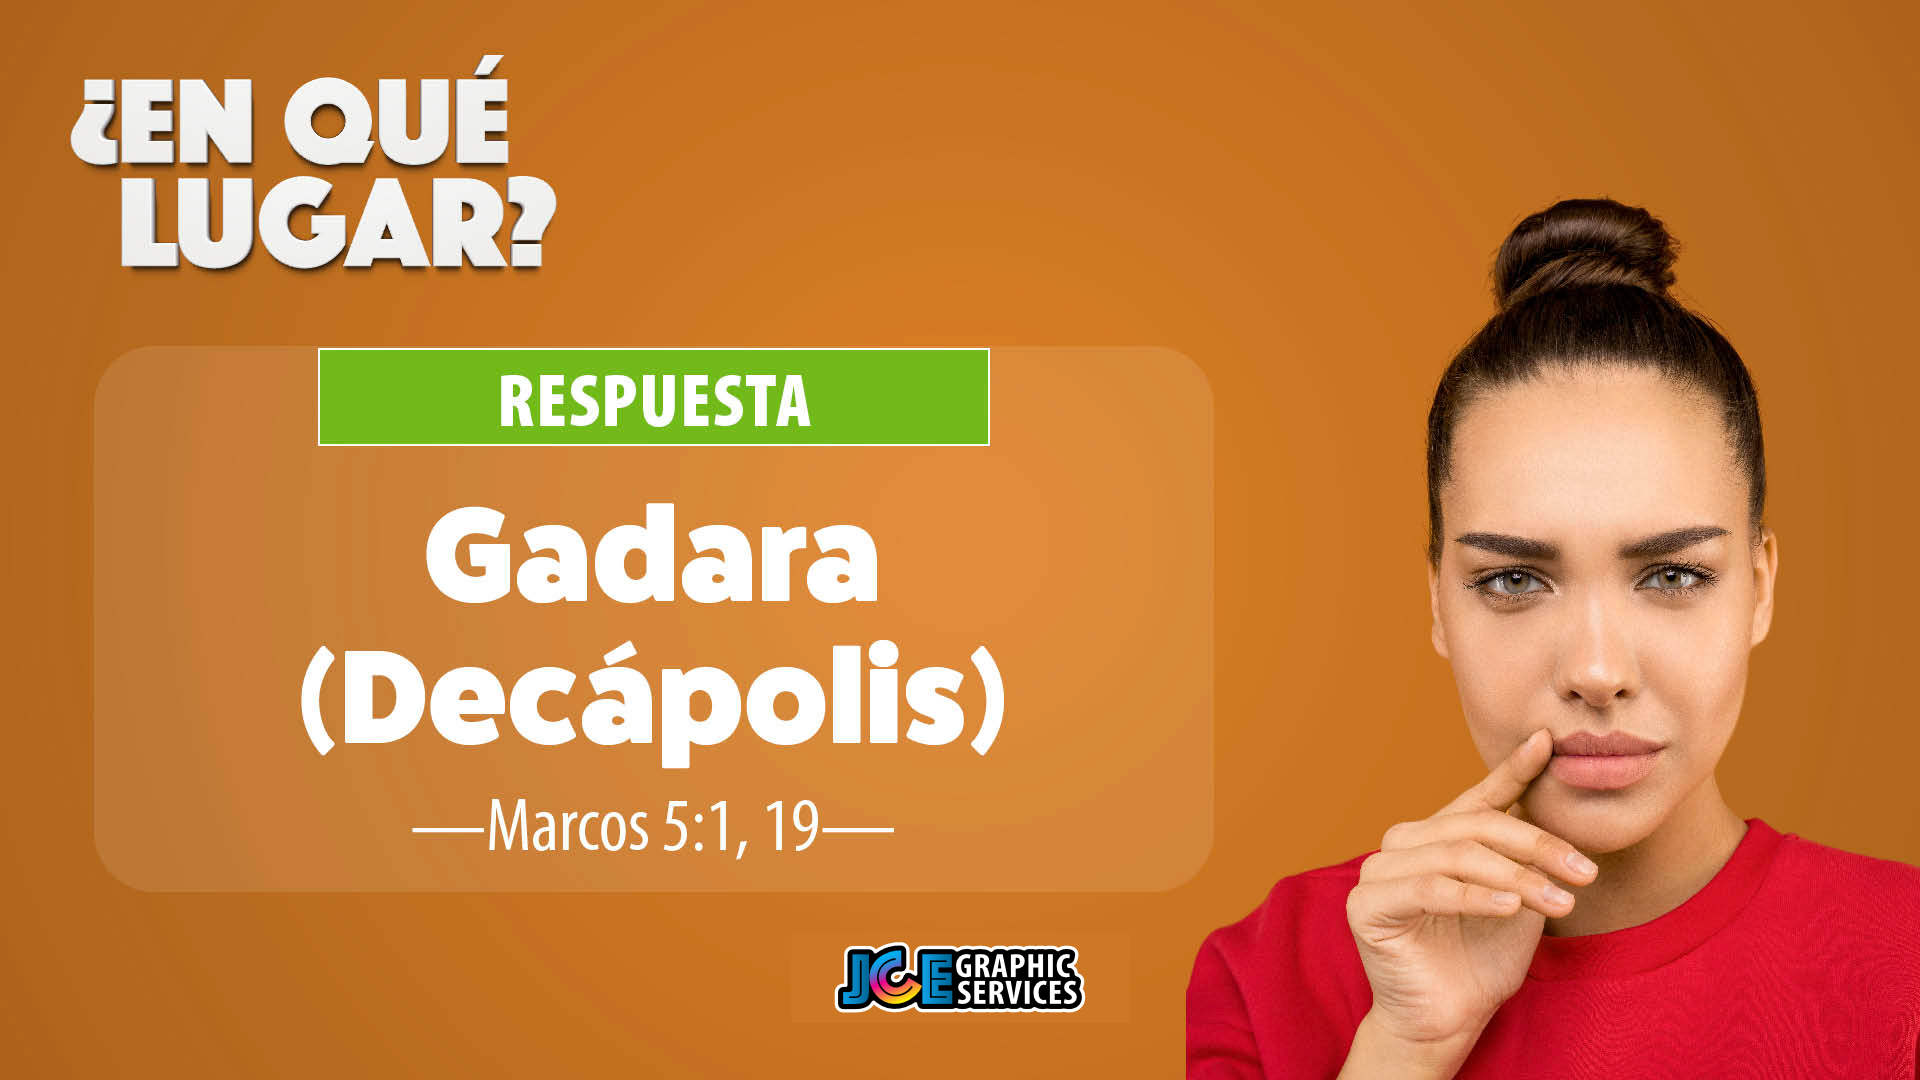 ¿EN QUÉ
LUGAR?
RESPUESTA
Gadara
(Decápolis)
—Marcos 5:1, 19—
JCE GRAPHIC
SERVICES